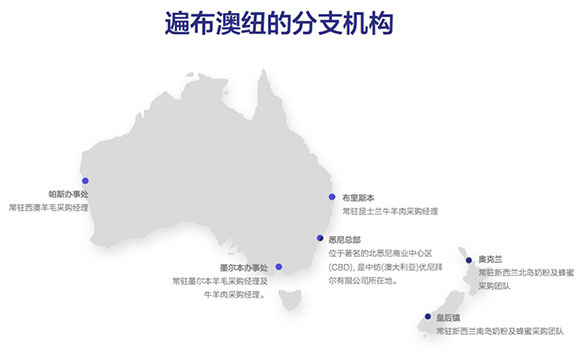 遍布澳纽的分支机构
帕斯办事处
常驻西澳羊毛采购经理
布里斯本
常驻昆士兰牛羊肉采购经理
悉尼总部
位于著名的北悉尼商业中心区
(CBD), 是中纺(澳大利亚)优尼拜
尔有限公司所在地。
墨尔本办事处
常驻墨尔本羊毛采购经理及
牛羊肉采购经理。
奥克兰
常驻新西兰北岛奶粉及蜂蜜
采购团队
皇后镇
常驻新西兰南岛奶粉及蜂蜜采购团队